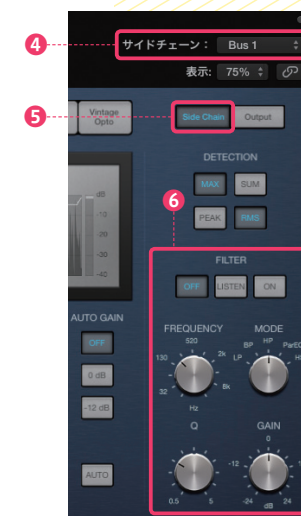 4 サイドチェーン： Bus 1
表示: 75%
5 Vintage Opto Side Chain Output
DETECTION
MAX SUM
6 PEAK RMS
dB
-10
-20
-30
-42
FILTER
OFF LISTEN ON
AUTO GAIN
OFF
0 dB
-12 dB
AUTO
FREQUENCY MODE
520
130 2k
32 8k
Hz
HP
BP ParEQ
LP
Q GAIN
0
-12
0.5 5 -24 dB 24